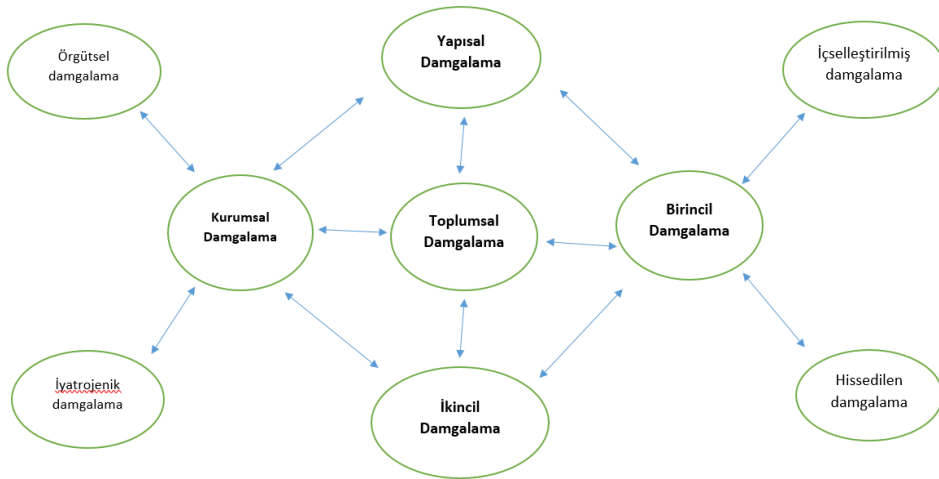 Yapısal
Damgalama
Örgütsel
damgalama
İçselleştirilmiş
damgalama
Kurumsal
Damgalama
Toplumsal
Damgalama
Birincil
Damgalama
İyatrojenik
damgalama
İkincil
Damgalama
Hissedilen
damgalama